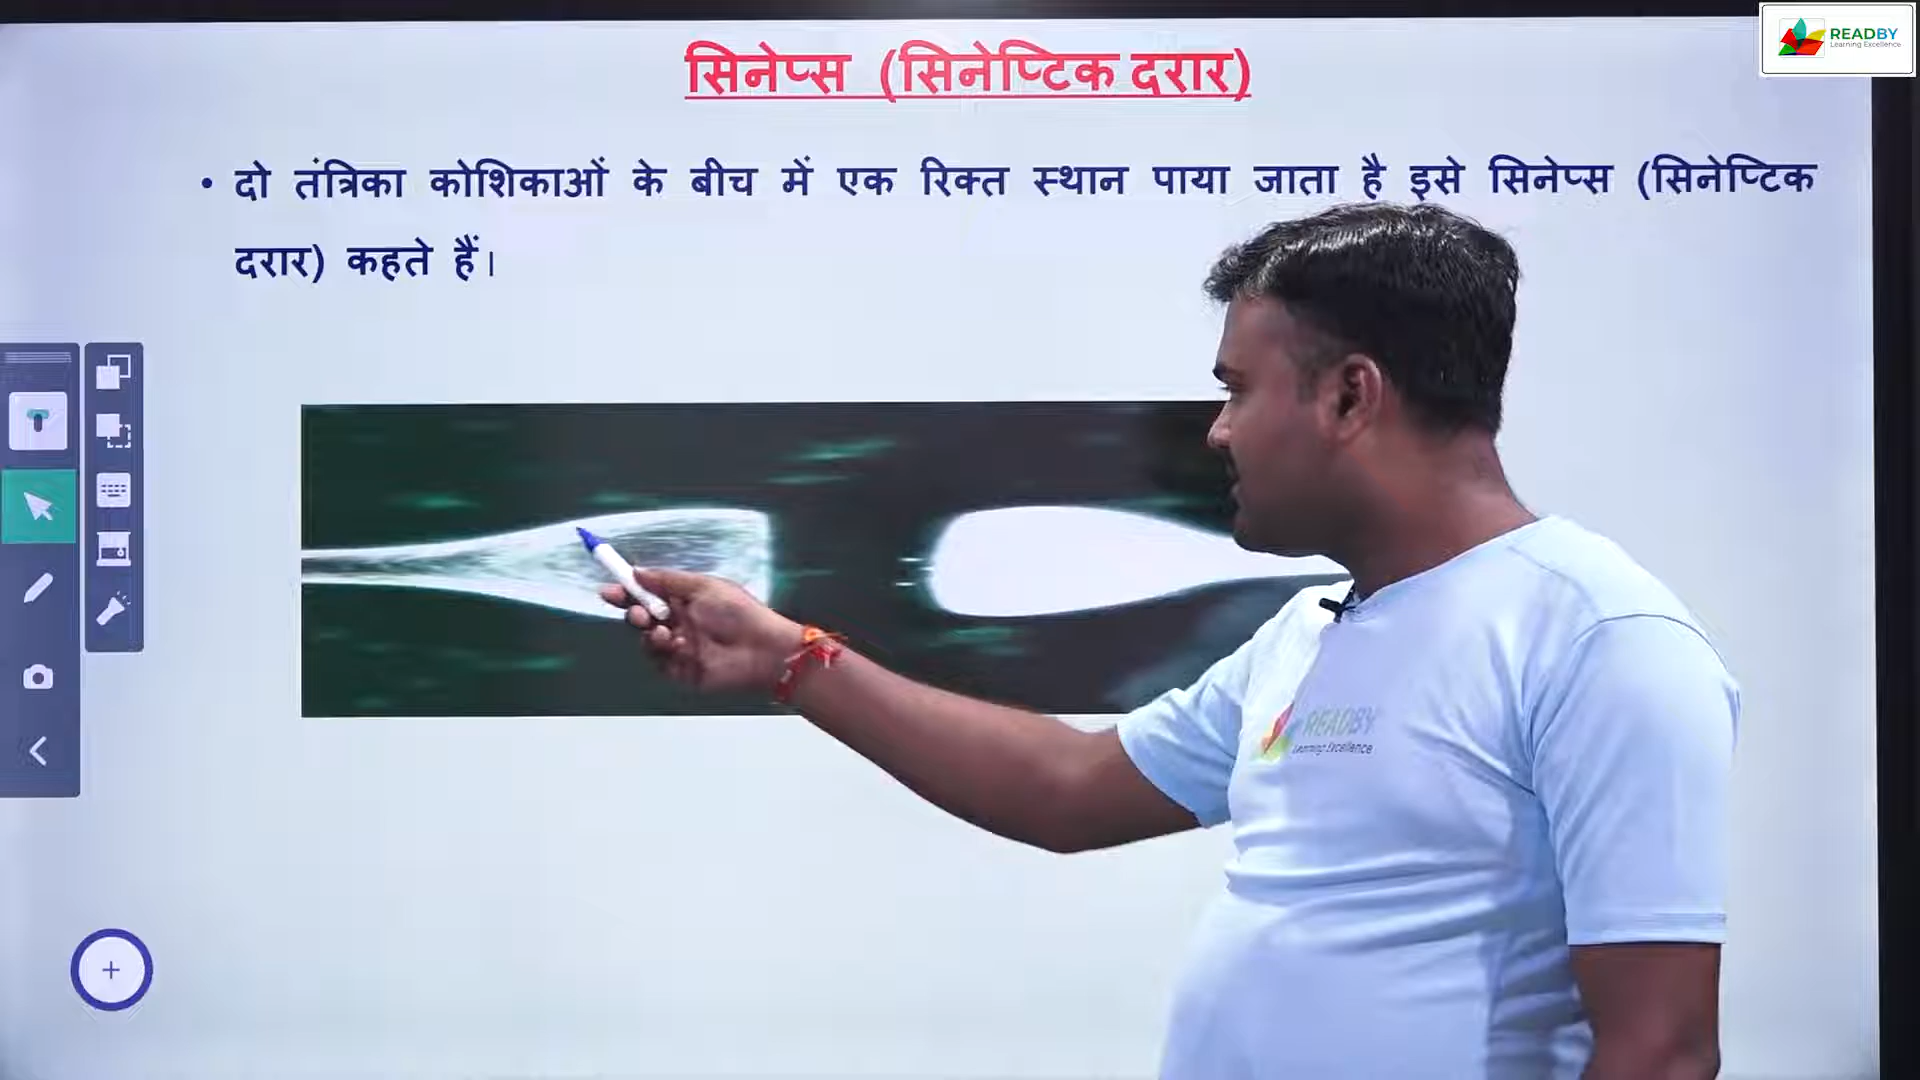 READBY
Learning Excellence
सिनेप्स (सिनेप्टिक दरार)
• दो तंत्रिका कोशिकाओं के बीच में एक रिक्त स्थान पाया जाता है इसे सिनेप्स (सिनेप्टिक
दरार) कहते हैं।
READBY
Learning Excellence